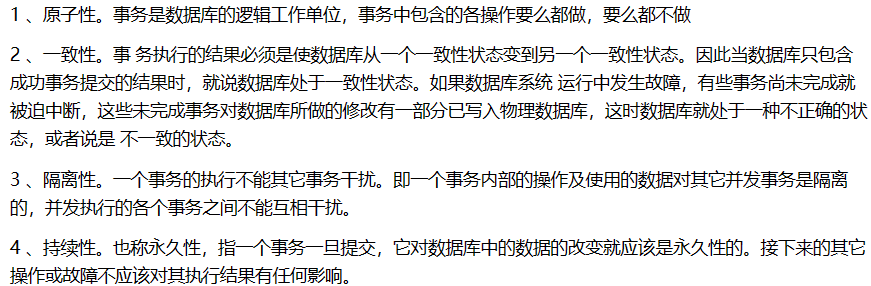 1 、原子性。事务是数据库的逻辑工作单位，事务中包含的各操作要么都做，要么都不做
2 、一致性。事 务执行的结果必须是使数据库从一个一致性状态变到另一个一致性状态。因此当数据库只包含
成功事务提交的结果时，就说数据库处于一致性状态。如果数据库系统 运行中发生故障，有些事务尚未完成就
被迫中断，这些未完成事务对数据库所做的修改有一部分已写入物理数据库，这时数据库就处于一种不正确的状
态，或者说是 不一致的状态。
3 、隔离性。一个事务的执行不能其它事务干扰。即一个事务内部的操作及使用的数据对其它并发事务是隔离
的，并发执行的各个事务之间不能互相干扰。
4 、持续性。也称永久性，指一个事务一旦提交，它对数据库中的数据的改变就应该是永久性的。接下来的其它
操作或故障不应该对其执行结果有任何影响。